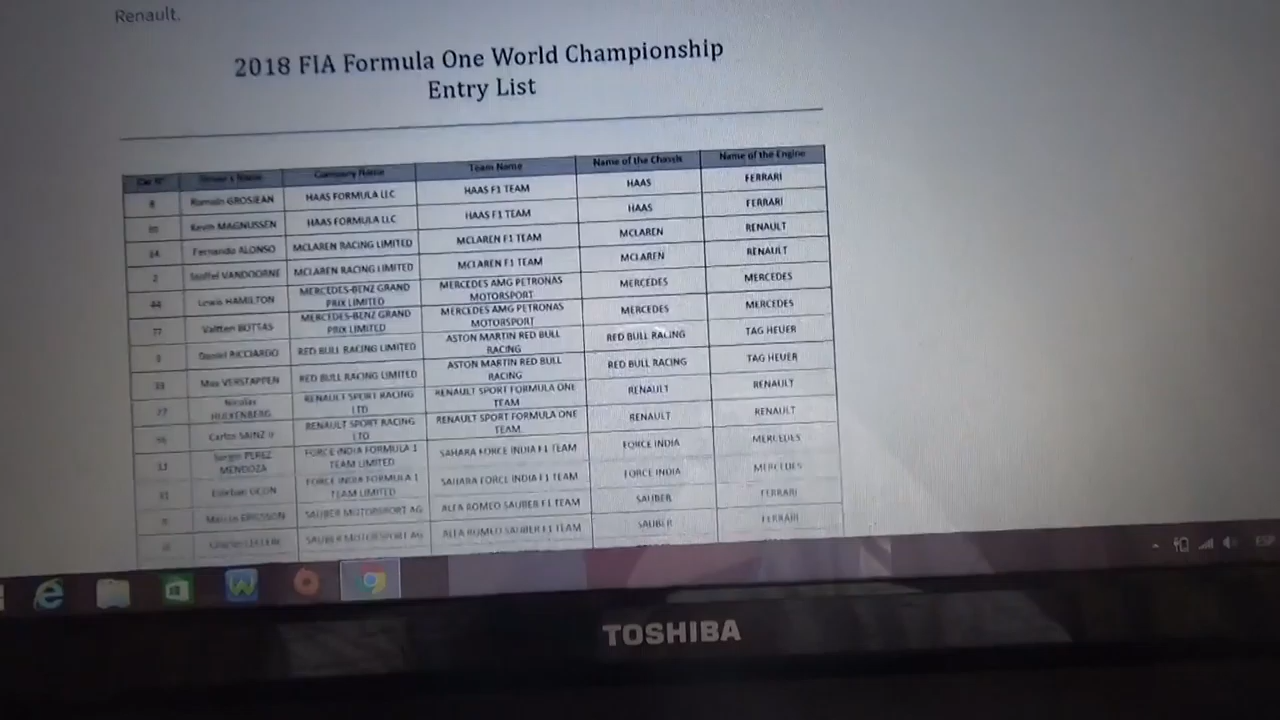 Renault.
2018 FIA Formula One World Championship
Entry List
Company Name Team Name Name of the Chassis Name of the Engine
8 Romain GROSJEAN HAAS FORMULA LLC HAAS F1 TEAM HAAS FERRARI
Kevin MAGNUSSEN HAAS FORMULA LLC HAAS F1 TEAM HAAS FERRARI
14 Fernando ALONSO MCLAREN RACING LIMITED MCLAREN F1 TEAM MCLAREN RENAULT
2 Stoffel VANDOORNE MCLAREN RACING LIMITED MCLAREN F1 TEAM MCLAREN RENAULT
44 Lewis HAMILTON MERCEDES-BENZ GRAND PRIX LIMITED MERCEDES AMG PETRONAS MOTORSPORT MERCEDES MERCEDES
77 Valtteri BOTTAS MERCEDES-BENZ GRAND PRIX LIMITED MERCEDES AMG PETRONAS MOTORSPORT MERCEDES MERCEDES
3 Daniel RICCIARDO RED BULL RACING LIMITED ASTON MARTIN RED BULL RACING RED BULL RACING TAG HEUER
33 Max VERSTAPPEN RED BULL RACING LIMITED ASTON MARTIN RED BULL RACING RED BULL RACING TAG HEUER
27 Nicolas HULKENBERG RENAULT SPORT RACING LTD RENAULT SPORT FORMULA ONE TEAM RENAULT RENAULT
Carlos SAINZ Jr RENAULT SPORT RACING LTD RENAULT SPORT FORMULA ONE TEAM RENAULT RENAULT
11 Sergio PEREZ MENDOZA FORCE INDIA FORMULA 1 TEAM LIMITED SAHARA FORCE INDIA F1 TEAM FORCE INDIA MERCEDES
31 Esteban OCON FORCE INDIA FORMULA 1 TEAM LIMITED SAHARA FORCE INDIA F1 TEAM FORCE INDIA MERCEDES
9 Marcus ERICSSON SAUBER MOTORSPORT AG ALFA ROMEO SAUBER F1 TEAM SAUBER FERRARI
Charles LECLERC SAUBER MOTORSPORT AG ALFA ROMEO SAUBER F1 TEAM SAUBER FERRARI
ESP
TOSHIBA